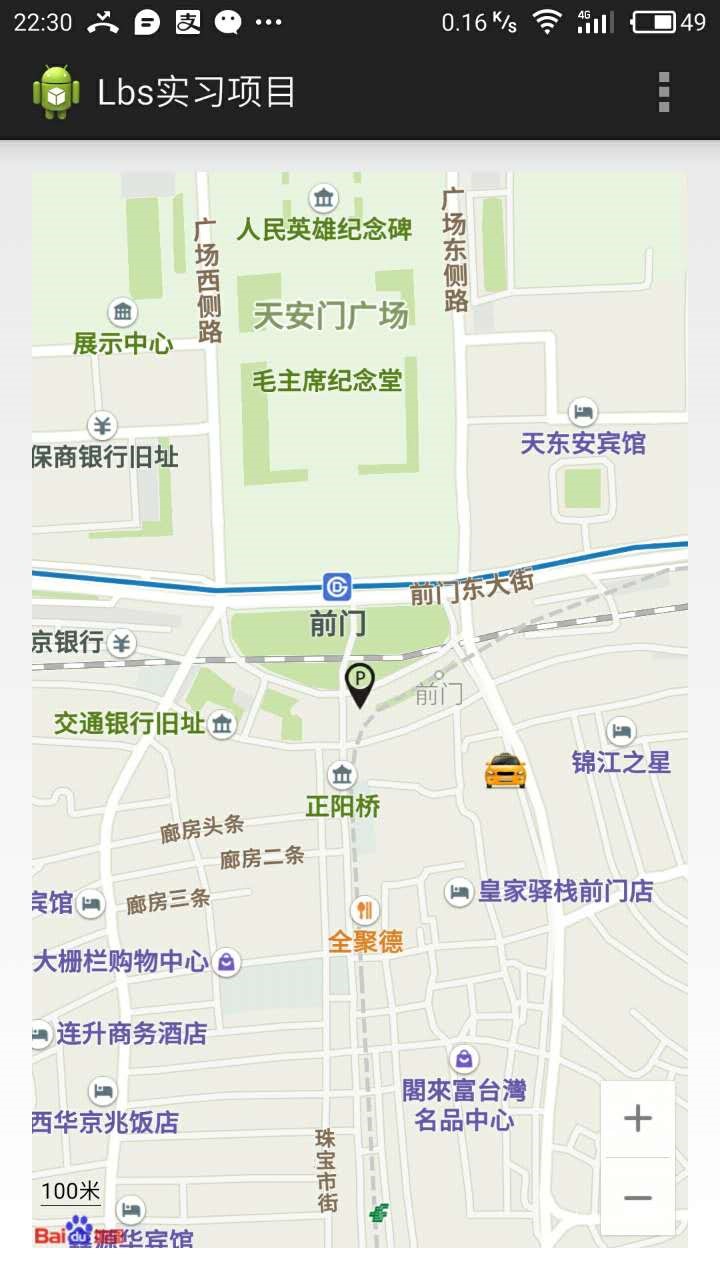 22:30 0.16 K/s 4G 49
Lbs实习项目
人民英雄纪念碑
广场西侧路
广场东侧路
天安门广场
展示中心
毛主席纪念堂
天东安宾馆
保商银行旧址
前门东大街
前门
京银行
前门
P
交通银行旧址
锦江之星
正阳桥
廊房头条
廊房二条
皇家驿栈前门店
宾馆
廊房三条
全聚德
大栅栏购物中心
连升商务酒店
閣來富台灣
名品中心
西华京兆饭店
珠宝市街
100米
Baidu
华宾馆